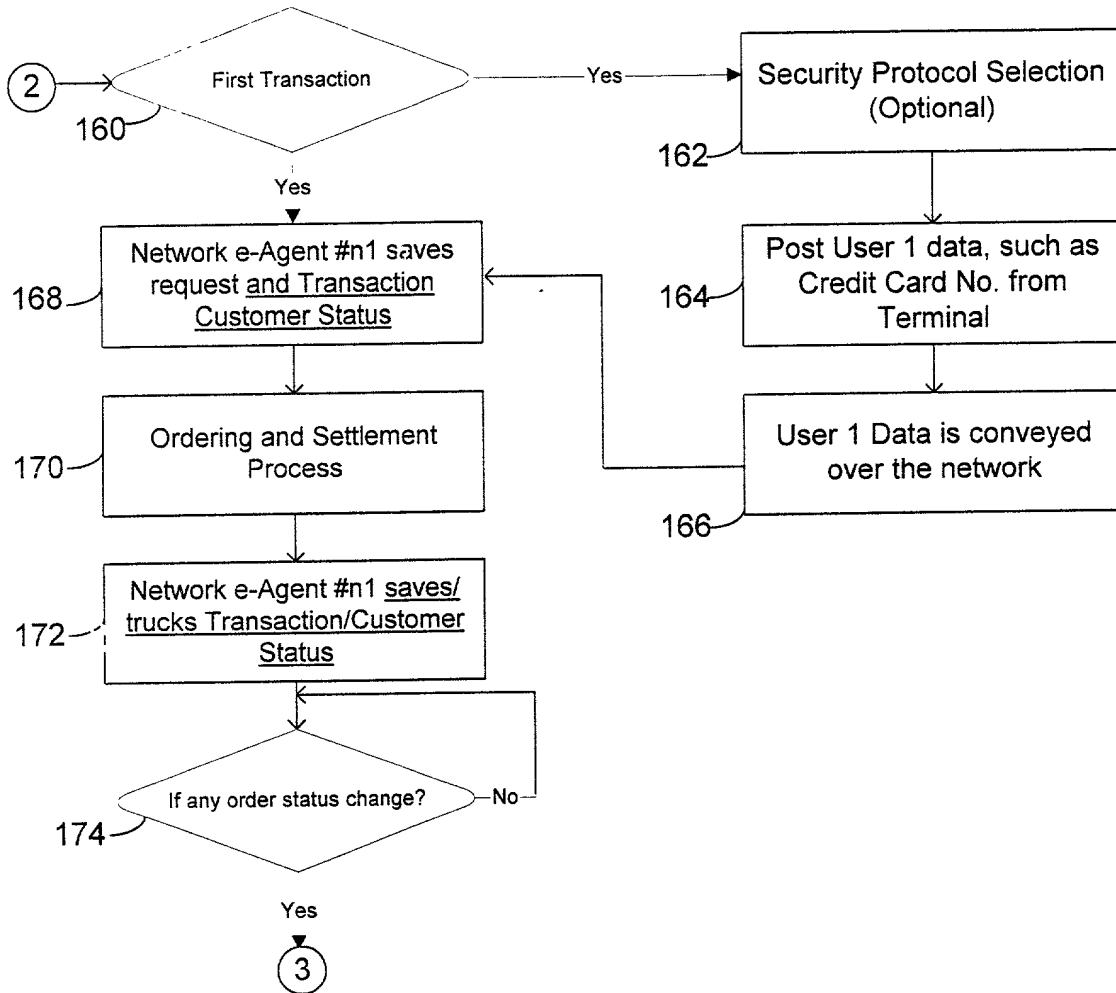 2
First Transaction
160
Yes
Security Protocol Selection
(Optional)
162
Yes
Network e-Agent #n1 saves
request and Transaction
Customer Status
168
Post User 1 data, such as
Credit Card No. from
Terminal
164
Ordering and Settlement
Process
170
User 1 Data is conveyed
over the network
166
Network e-Agent #n1 saves/
trucks Transaction/Customer
Status
172
If any order status change?
No
174
Yes
3